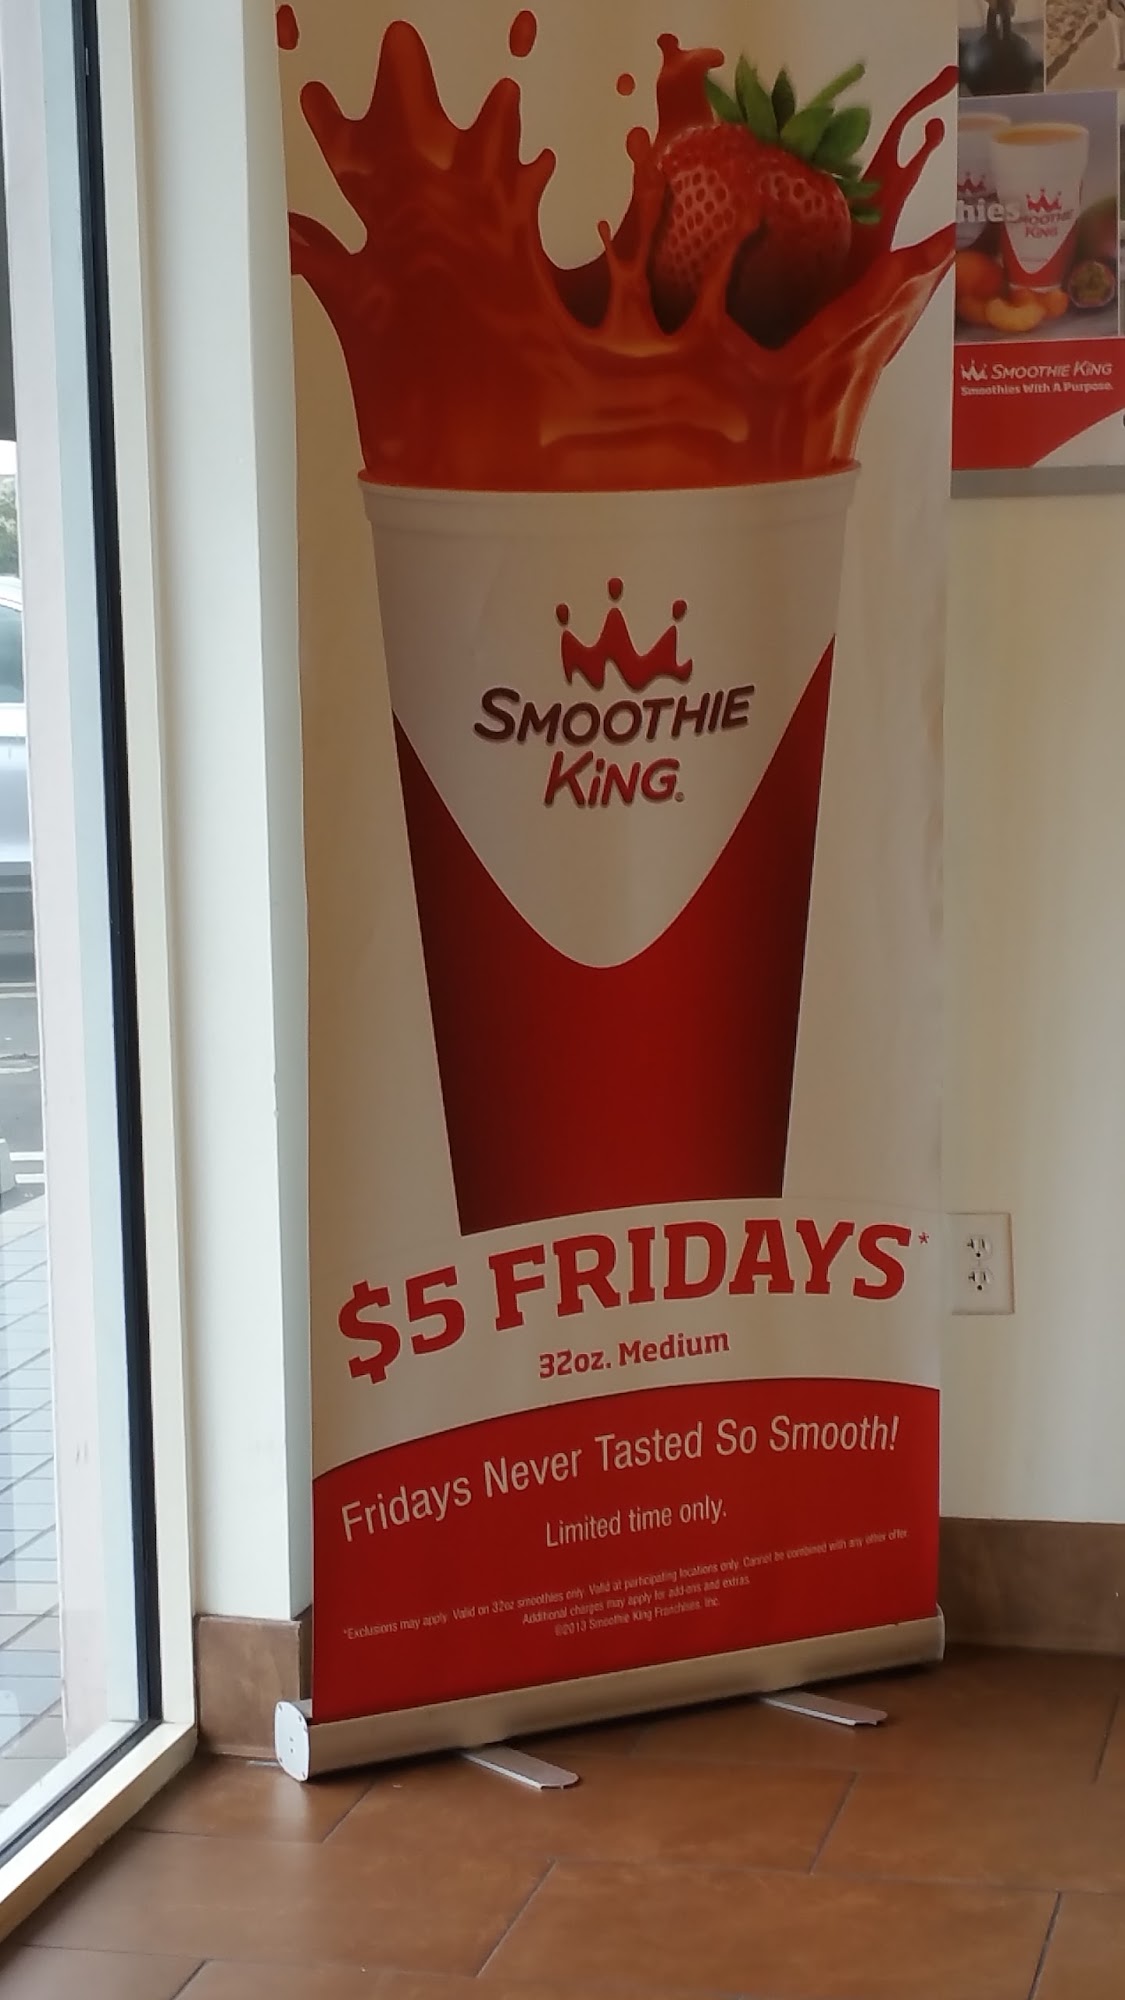 SMOOTHIE
KiNG®
$5 FRIDAYS*
32oz. Medium
Fridays Never Tasted So Smooth!
Limited time only.
*Exclusions may apply. Valid on 32oz smoothies only. Valid at participating locations only. Cannot be combined with any other offer.
Additional charges may apply for add-ons and extras.
©2013 Smoothie King Franchises, Inc.
hies
SMOOTHIE
KiNG
SMOOTHIE KiNG
Smoothies With A Purpose.